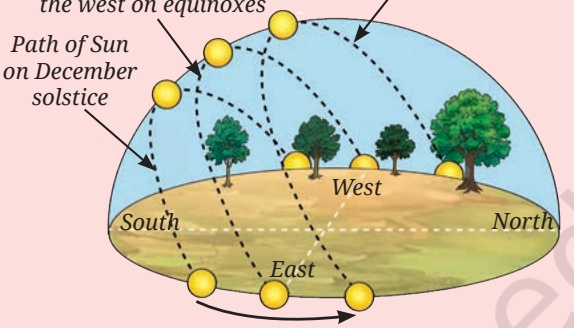 the west on equinoxes
Path of Sun
on December
solstice
West
South
North
East